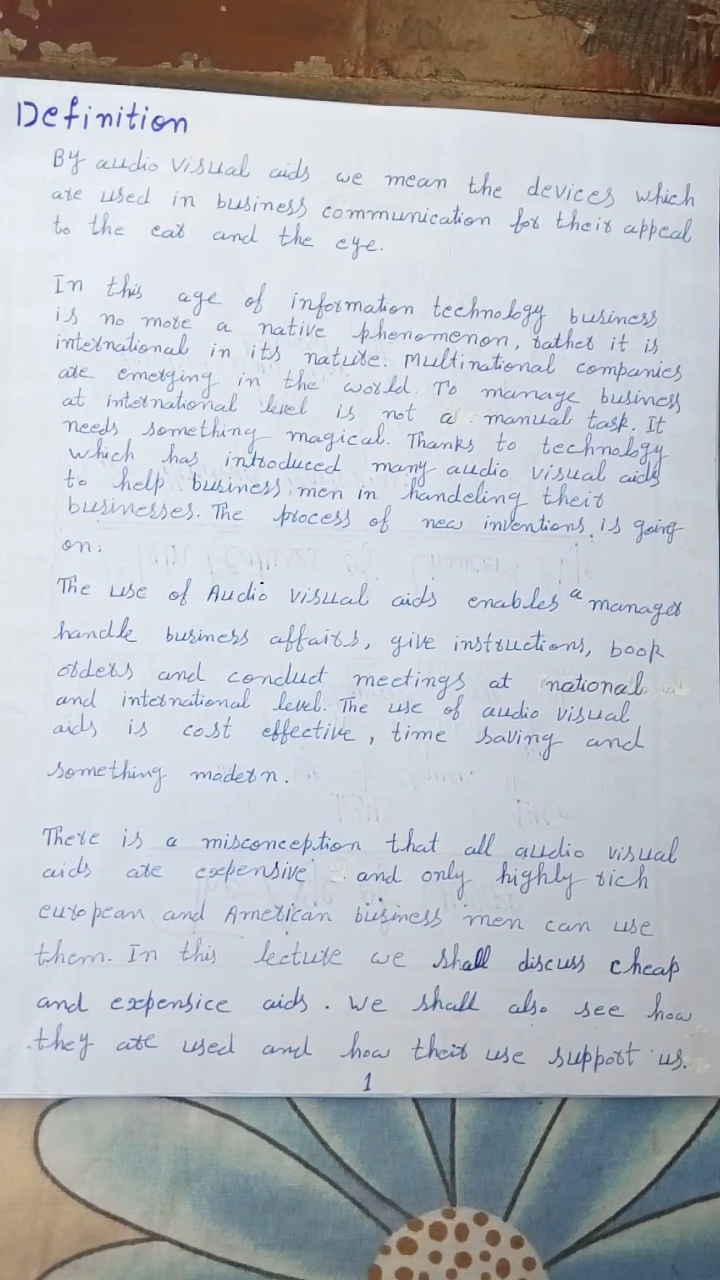 Definition
By audio visual aids we mean the devices which
are used in business communication for their appeal
to the ear and the eye.
In this age of information technology business
is no more a native phenomenon, rather it is
international in its nature. Multinational companies
are emerging in the world. To manage business
at international level is not a manual task. It
needs something magical. Thanks to technology
which has introduced many audio visual aids
to help business men in handeling their
businesses. The process of new inventions is going
on.
The use of Audio visual aids enables a manager
handle business affairs, give instructions, book
orders and conduct meetings at national
and international level. The use of audio visual
aids is cost effective, time saving and
something modern.
There is a misconception that all audio visual
aids are expensive and only highly rich
european and American business men can use
them. In this lecture we shall discuss cheap
and expensice aids. We shall also see how
they are used and how their use support us.
1